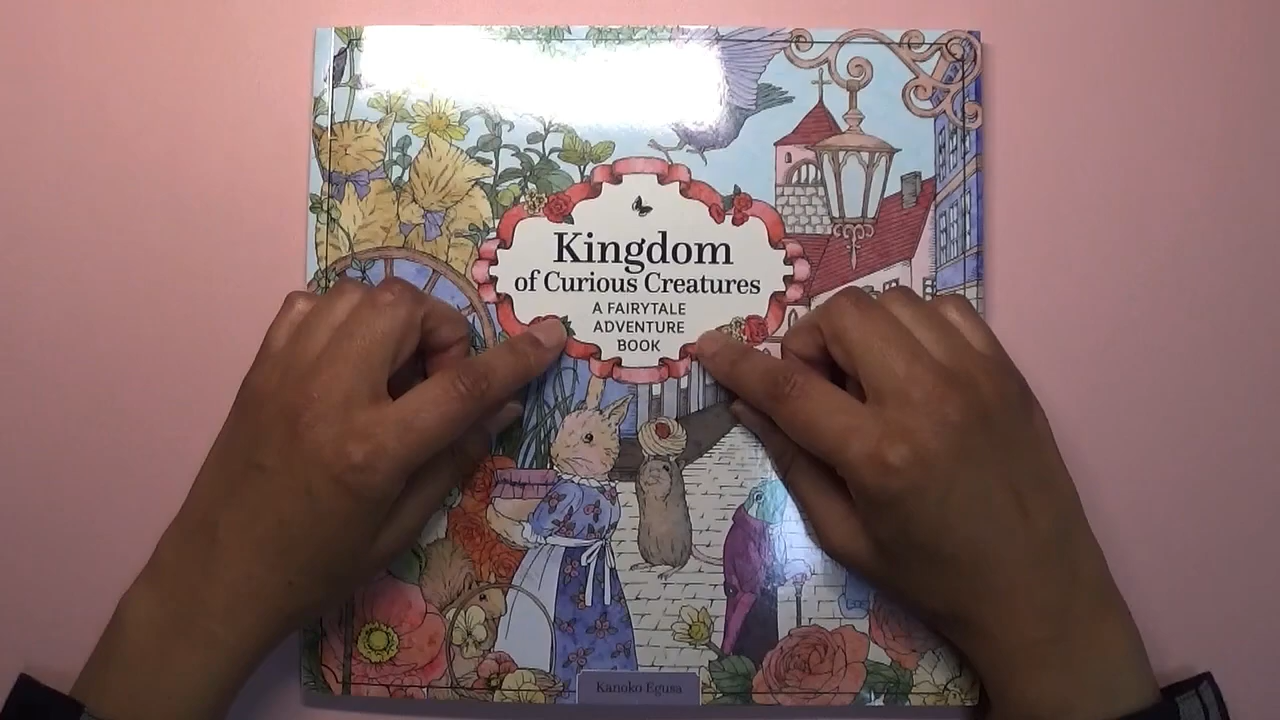 Kingdom
of Curious Creatures
A FAIRYTALE
ADVENTURE
BOOK
Kanoko Egusa